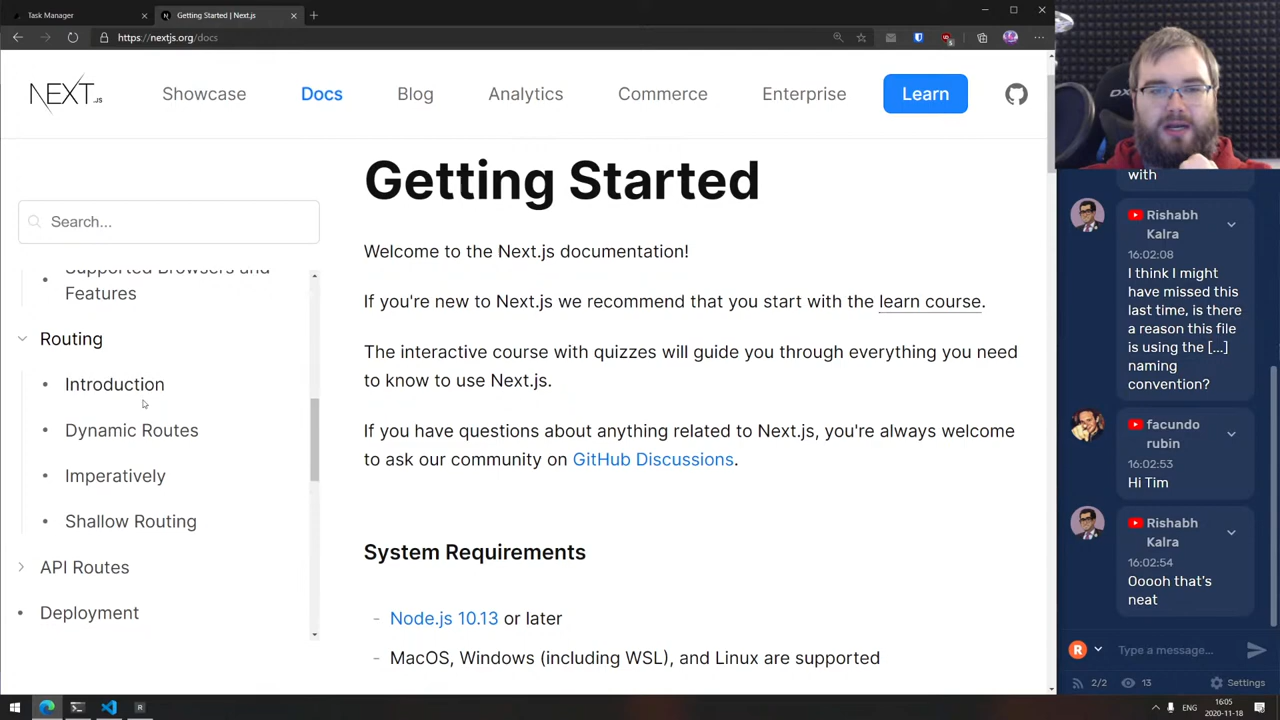 Task Manager
Getting Started | Next.js
https://nextjs.org/docs
NEXT.JS
Showcase
Docs
Blog
Analytics
Commerce
Enterprise
Learn
Search...
Supported Browsers and
Features
Routing
Introduction
Dynamic Routes
Imperatively
Shallow Routing
API Routes
Deployment
Getting Started
Welcome to the Next.js documentation!
If you're new to Next.js we recommend that you start with the learn course.
The interactive course with quizzes will guide you through everything you need
to know to use Next.js.
If you have questions about anything related to Next.js, you're always welcome
to ask our community on GitHub Discussions.
System Requirements
- Node.js 10.13 or later
- MacOS, Windows (including WSL), and Linux are supported
DX
with
Rishabh
Kalra
16:02:08
I think I might
have missed this
last time, is there
a reason this file
is using the [...]
naming
convention?
facundo
rubin
16:02:53
Hi Tim
Rishabh
Kalra
16:02:54
Ooooh that's
neat
R
Type a message...
2/2
13
Settings
R
ENG
16:05
2020-11-18